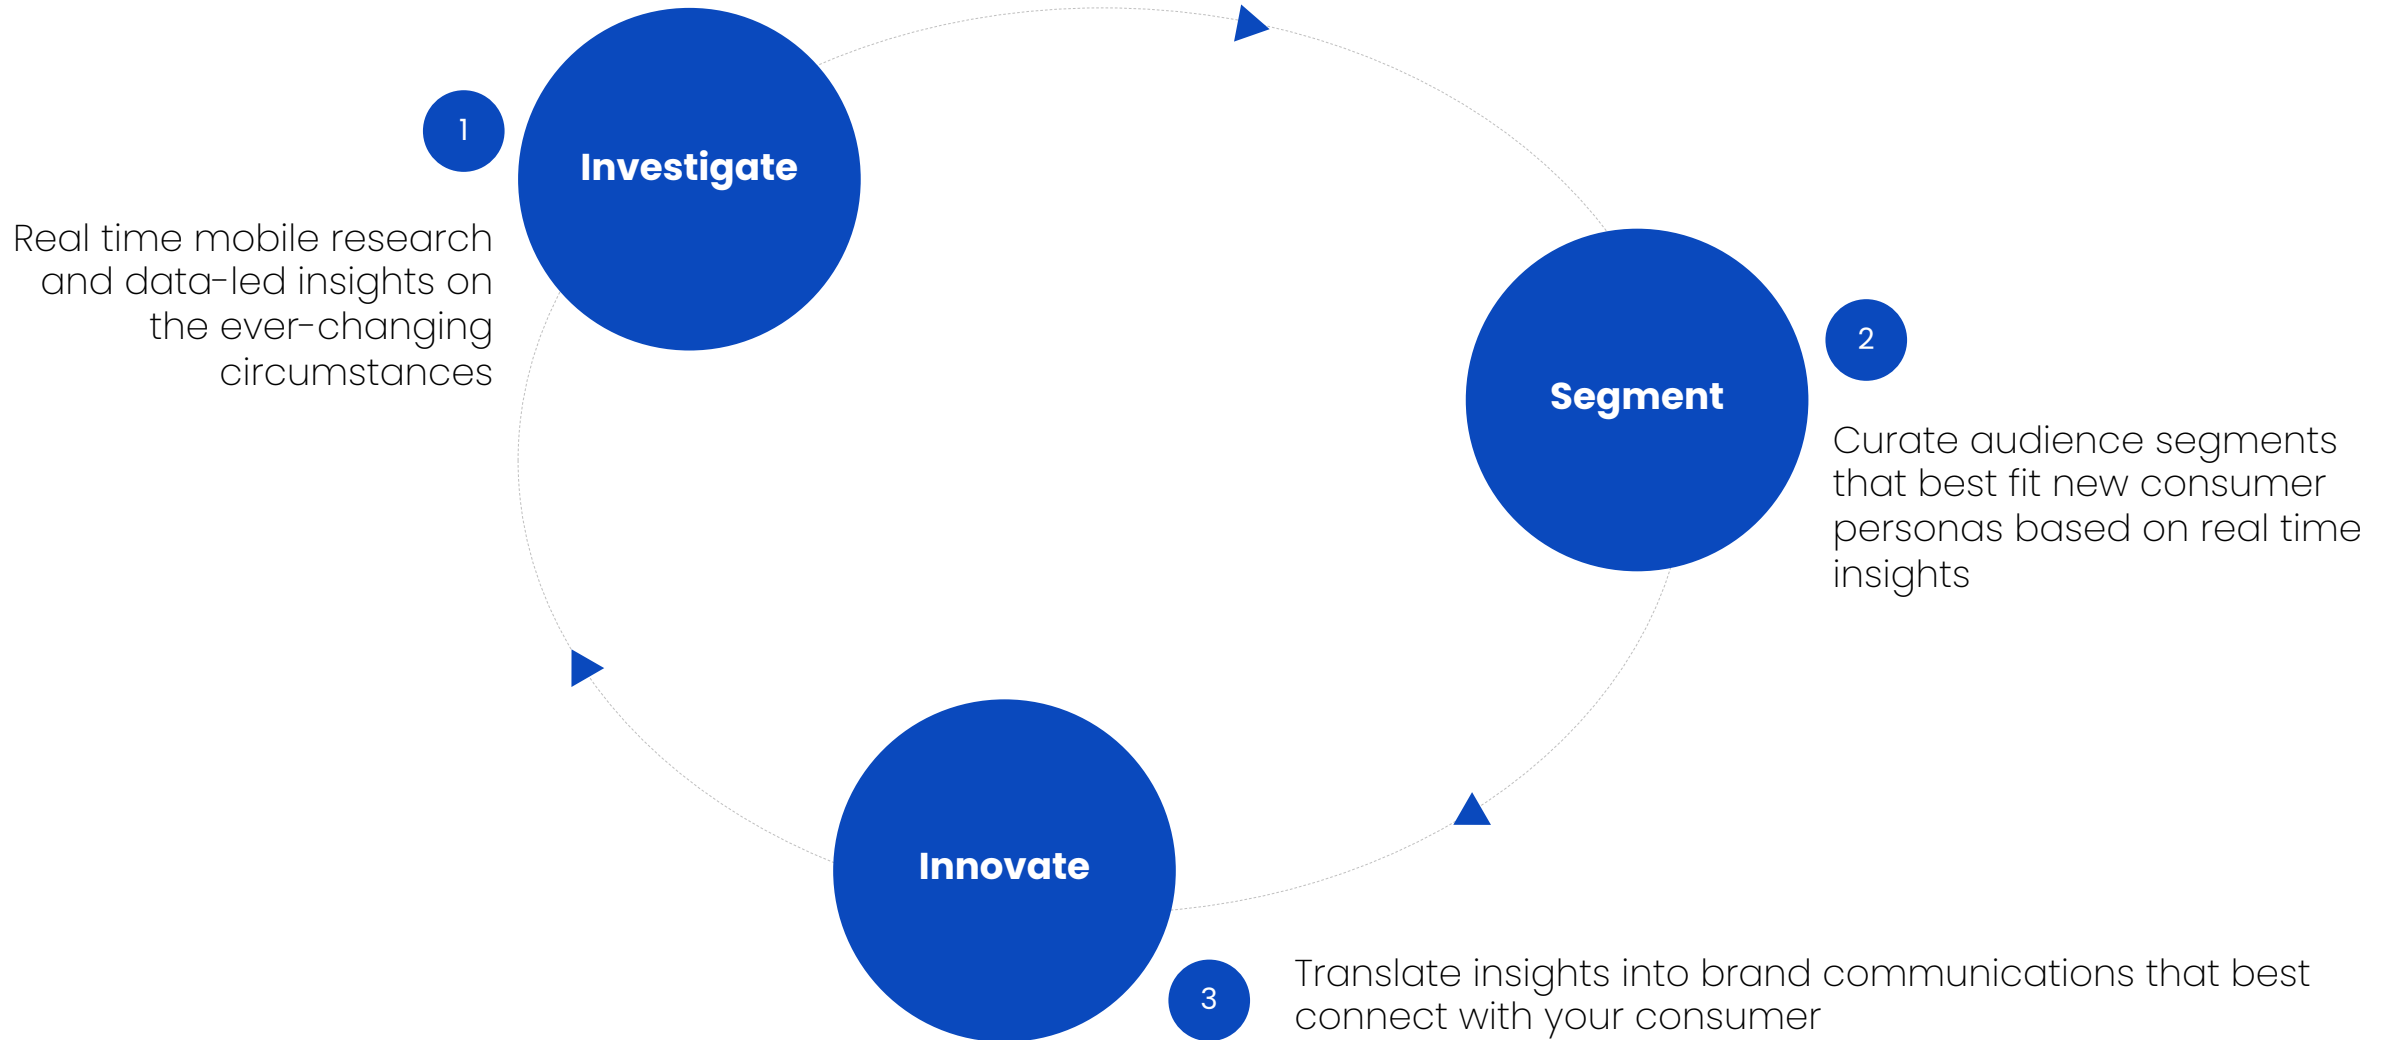 1
Investigate
Real time mobile research
and data-led insights on
the ever-changing
circumstances
2
Segment
Curate audience segments
that best fit new consumer
personas based on real time
insights
Innovate
3
Translate insights into brand communications that best
connect with your consumer